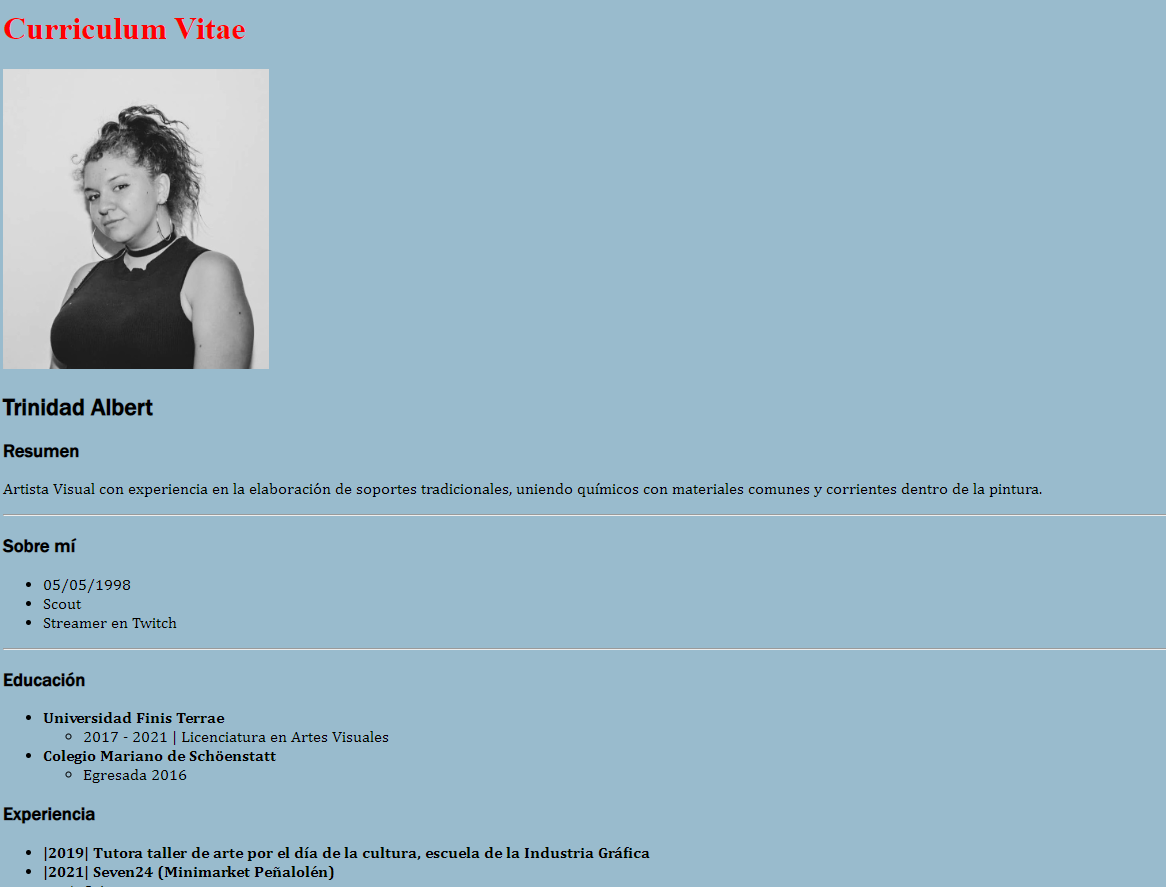 Curriculum Vitae
Trinidad Albert
Resumen
Artista Visual con experiencia en la elaboración de soportes tradicionales, uniendo químicos con materiales comunes y corrientes dentro de la pintura.
Sobre mí
05/05/1998
Scout
Streamer en Twitch
Educación
Universidad Finis Terrae
2017 - 2021 | Licenciatura en Artes Visuales
Colegio Mariano de Schöenstatt
Egresada 2016
Experiencia
|2019| Tutora taller de arte por el día de la cultura, escuela de la Industria Gráfica
|2021| Seven24 (Minimarket Peñalolén)